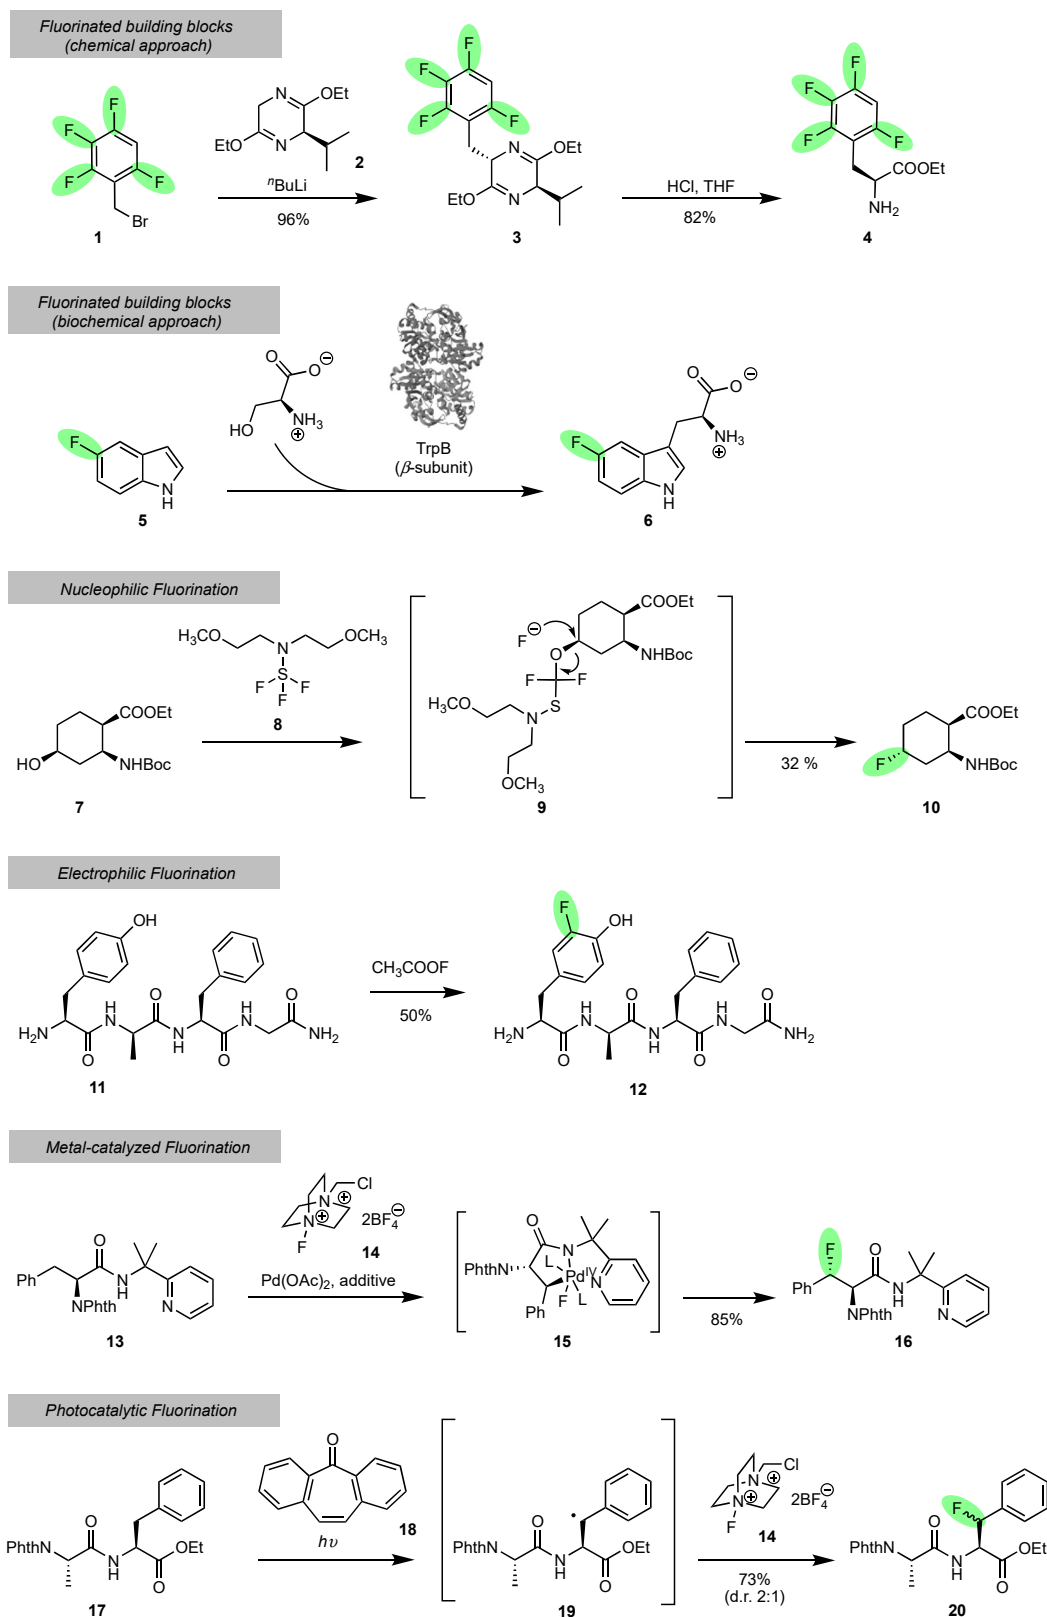 Fluorinated building blocks
(chemical approach)
F
F
F
F
Br
1
N
OEt
EtO
N
2
ⁿBuLi
96%
F
F
F
F
N
OEt
EtO
N
3
HCl, THF
82%
F
F
F
F
COOEt
NH₂
4
Fluorinated building blocks
(biochemical approach)
F
N
H
5
O
O ⊖
HO
NH₃
⊕
TrpB
(β-subunit)
F
O
O ⊖
NH₃
⊕
N
H
6
Nucleophilic Fluorination
HO
COOEt
NHBoc
7
H₃CO
OCH₃
N
S
F
F
F
8
F ⊖
COOEt
O
NHBoc
F
F
S
N
H₃CO
OCH₃
9
32 %
COOEt
F
NHBoc
10
Electrophilic Fluorination
OH
H₂N
O
H
N
O
N
H
O
H
N
O
NH₂
11
CH₃COOF
50%
F
OH
H₂N
O
H
N
O
N
H
O
H
N
O
NH₂
12
Metal-catalyzed Fluorination
Ph
O
N
H
NPhth
N
13
Cl
N ⊕
N ⊕
F
2BF₄ ⊖
14
Pd(OAc)₂, additive
O
N
L
PhthN
Pdᴵⱽ
N
F
L
Ph
15
85%
F
O
Ph
N
H
NPhth
N
16
Photocatalytic Fluorination
PhthN
O
N
H
OEt
O
17
O
18
hν
PhthN
O
N
H
•
OEt
O
19
Cl
N ⊕
N ⊕
F
2BF₄ ⊖
14
73%
(d.r. 2:1)
F
PhthN
O
N
H
OEt
O
20